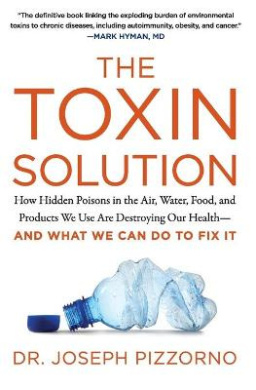 "The definitive book linking the exploding burden of environmental
toxins to chronic diseases, including autoimmunity, obesity, and cancer."
—MARK HYMAN, MD
THE
TOXIN
SOLUTION
How Hidden Poisons in the Air, Water, Food, and
Products We Use Are Destroying Our Health—
AND WHAT WE CAN DO TO FIX IT
DR. JOSEPH PIZZORNO